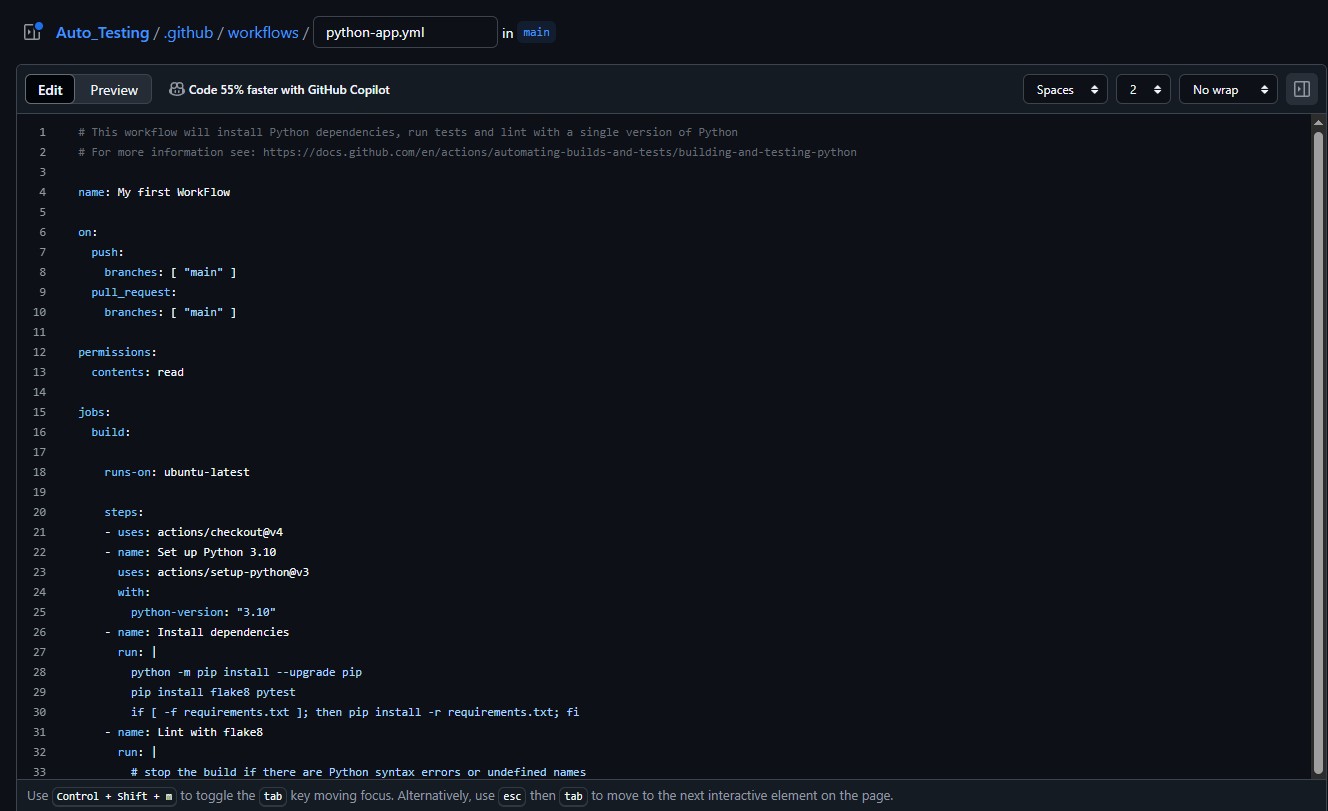 Auto_Testing / .github / workflows / python-app.yml in main
Edit Preview Code 55% faster with GitHub Copilot Spaces 2 No wrap
1 # This workflow will install Python dependencies, run tests and lint with a single version of Python
2 # For more information see: https://docs.github.com/en/actions/automating-builds-and-tests/building-and-testing-python
3
4 name: My first WorkFlow
5
6 on:
7 push:
8 branches: [ "main" ]
9 pull_request:
10 branches: [ "main" ]
11
12 permissions:
13 contents: read
14
15 jobs:
16 build:
17
18 runs-on: ubuntu-latest
19
20 steps:
21 - uses: actions/checkout@v4
22 - name: Set up Python 3.10
23 uses: actions/setup-python@v3
24 with:
25 python-version: "3.10"
26 - name: Install dependencies
27 run: |
28 python -m pip install --upgrade pip
29 pip install flake8 pytest
30 if [ -f requirements.txt ]; then pip install -r requirements.txt; fi
31 - name: Lint with flake8
32 run: |
33 # stop the build if there are Python syntax errors or undefined names
Use Control + Shift + m to toggle the tab key moving focus. Alternatively, use esc then tab to move to the next interactive element on the page.